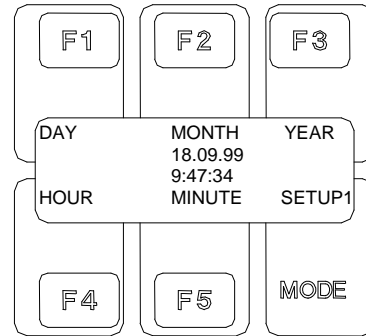 F1 F2 F3
DAY MONTH YEAR
18.09.99
9:47:34
HOUR MINUTE SETUP1
F4 F5 MODE